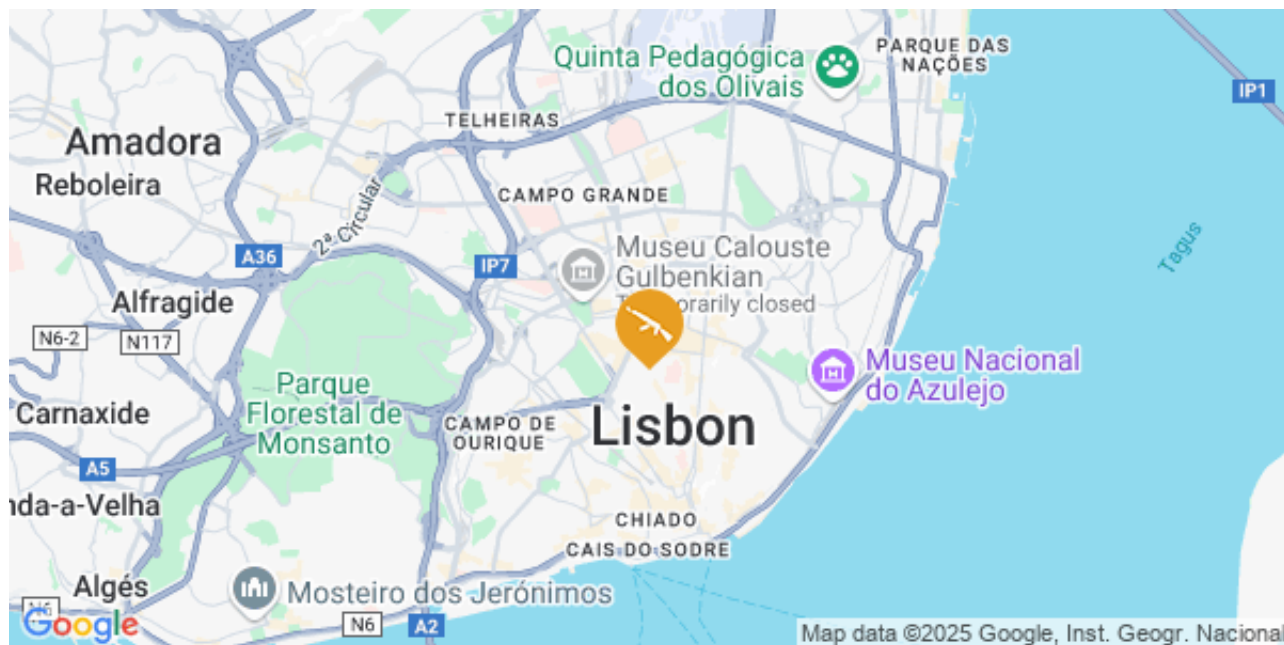 Quinta Pedagógica
dos Olivais
PARQUE DAS
NAÇÕES
IP1
TELHEIRAS
Amadora
Reboleira
CAMPO GRANDE
2ª Circular
Tagus
A36
IP7
Museu Calouste
Gulbenkian
Alfragide
N6-2
N117
Museu Nacional
do Azulejo
Parque
Florestal de
Monsanto
Carnaxide
CAMPO DE
OURIQUE
Lisbon
A5
nda-a-Velha
CHIADO
CAIS DO SODRE
Algés
Mosteiro dos Jerónimos
N6
Google
N6
A2
Map data ©2025 Google, Inst. Geogr. Nacional